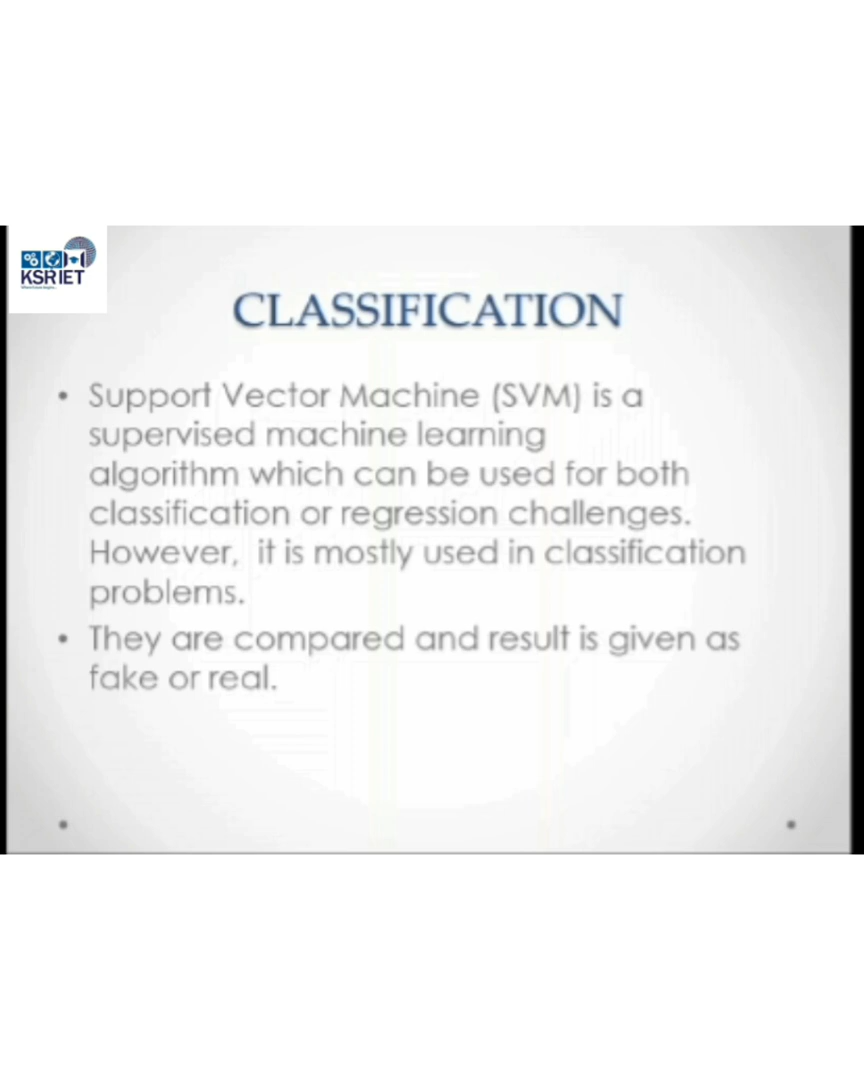 KSRIET
CLASSIFICATION
• Support Vector Machine (SVM) is a
supervised machine learning
algorithm which can be used for both
classification or regression challenges.
However, it is mostly used in classification
problems.
• They are compared and result is given as
fake or real.